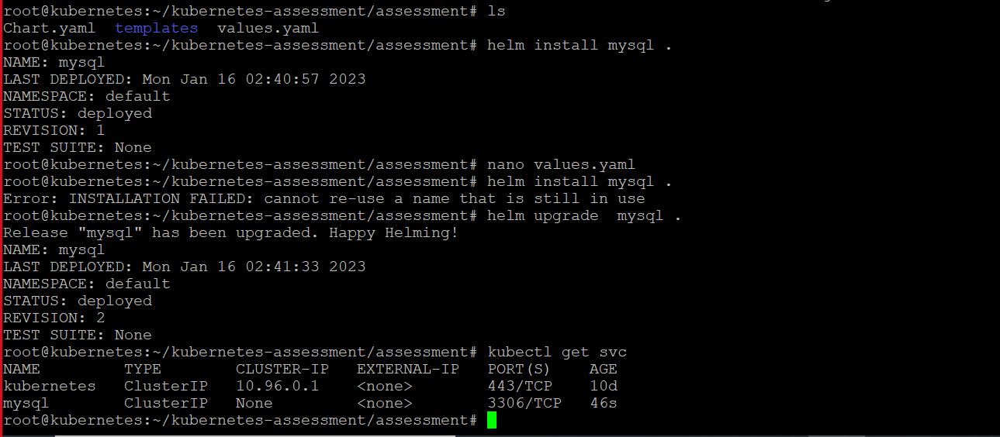 root@kubernetes:~/kubernetes-assessment/assessment# ls
Chart.yaml  templates  values.yaml
root@kubernetes:~/kubernetes-assessment/assessment# helm install mysql .
NAME: mysql
LAST DEPLOYED: Mon Jan 16 02:40:57 2023
NAMESPACE: default
STATUS: deployed
REVISION: 1
TEST SUITE: None
root@kubernetes:~/kubernetes-assessment/assessment# nano values.yaml
root@kubernetes:~/kubernetes-assessment/assessment# helm install mysql .
Error: INSTALLATION FAILED: cannot re-use a name that is still in use
root@kubernetes:~/kubernetes-assessment/assessment# helm upgrade  mysql .
Release "mysql" has been upgraded. Happy Helming!
NAME: mysql
LAST DEPLOYED: Mon Jan 16 02:41:33 2023
NAMESPACE: default
STATUS: deployed
REVISION: 2
TEST SUITE: None
root@kubernetes:~/kubernetes-assessment/assessment# kubectl get svc
NAME         TYPE        CLUSTER-IP   EXTERNAL-IP   PORT(S)    AGE
kubernetes   ClusterIP   10.96.0.1    <none>        443/TCP    10d
mysql        ClusterIP   None         <none>        3306/TCP   46s
root@kubernetes:~/kubernetes-assessment/assessment#